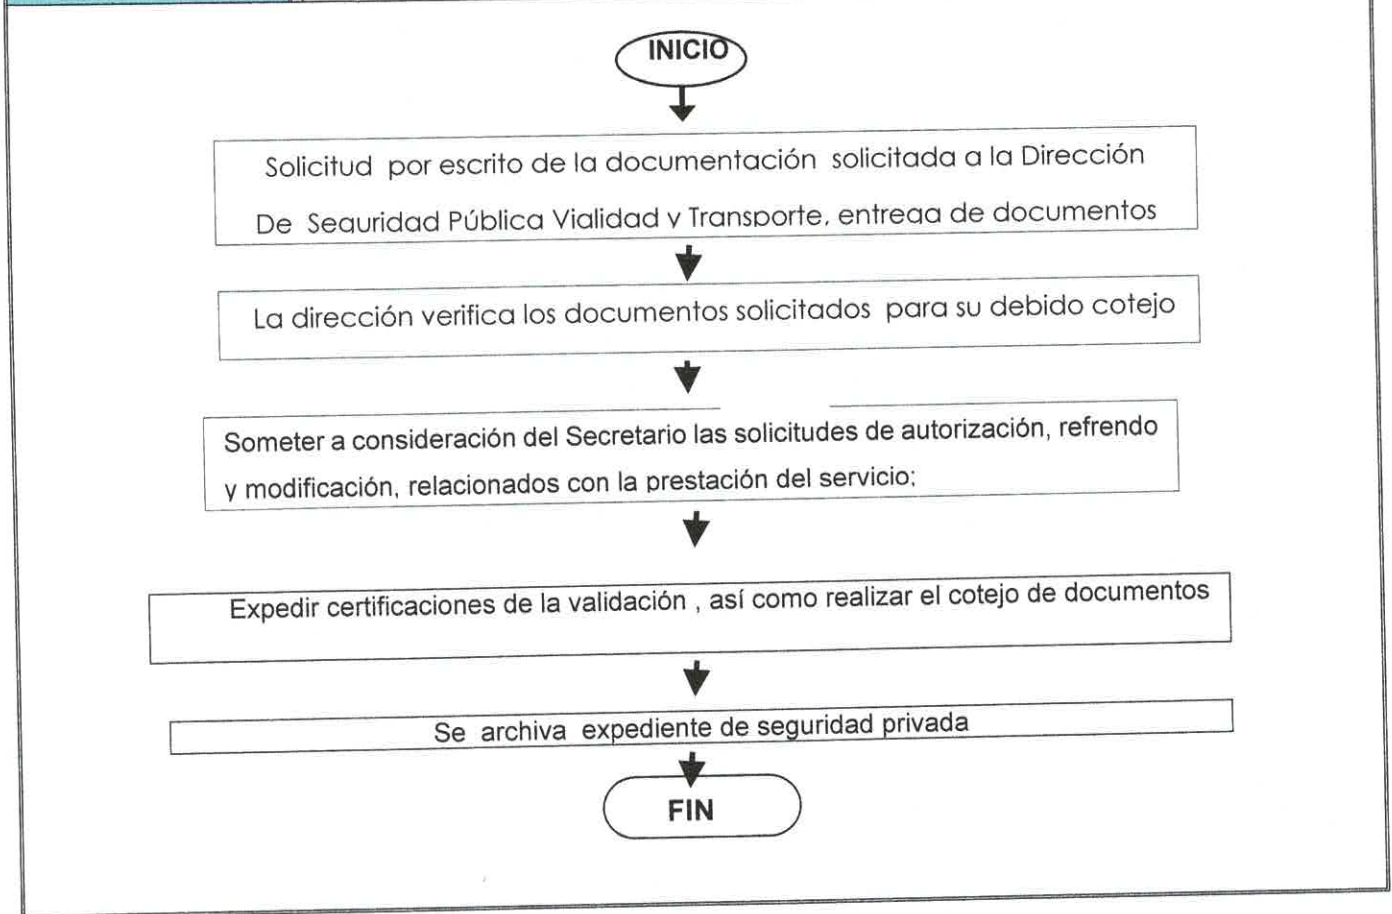 INICIO
Solicitud por escrito de la documentación solicitada a la Dirección
De Seguridad Pública Vialidad y Transporte, entrega de documentos
La dirección verifica los documentos solicitados para su debido cotejo
Someter a consideración del Secretario las solicitudes de autorización, refrendo
y modificación, relacionados con la prestación del servicio;
Expedir certificaciones de la validación , así como realizar el cotejo de documentos
Se archiva expediente de seguridad privada
FIN